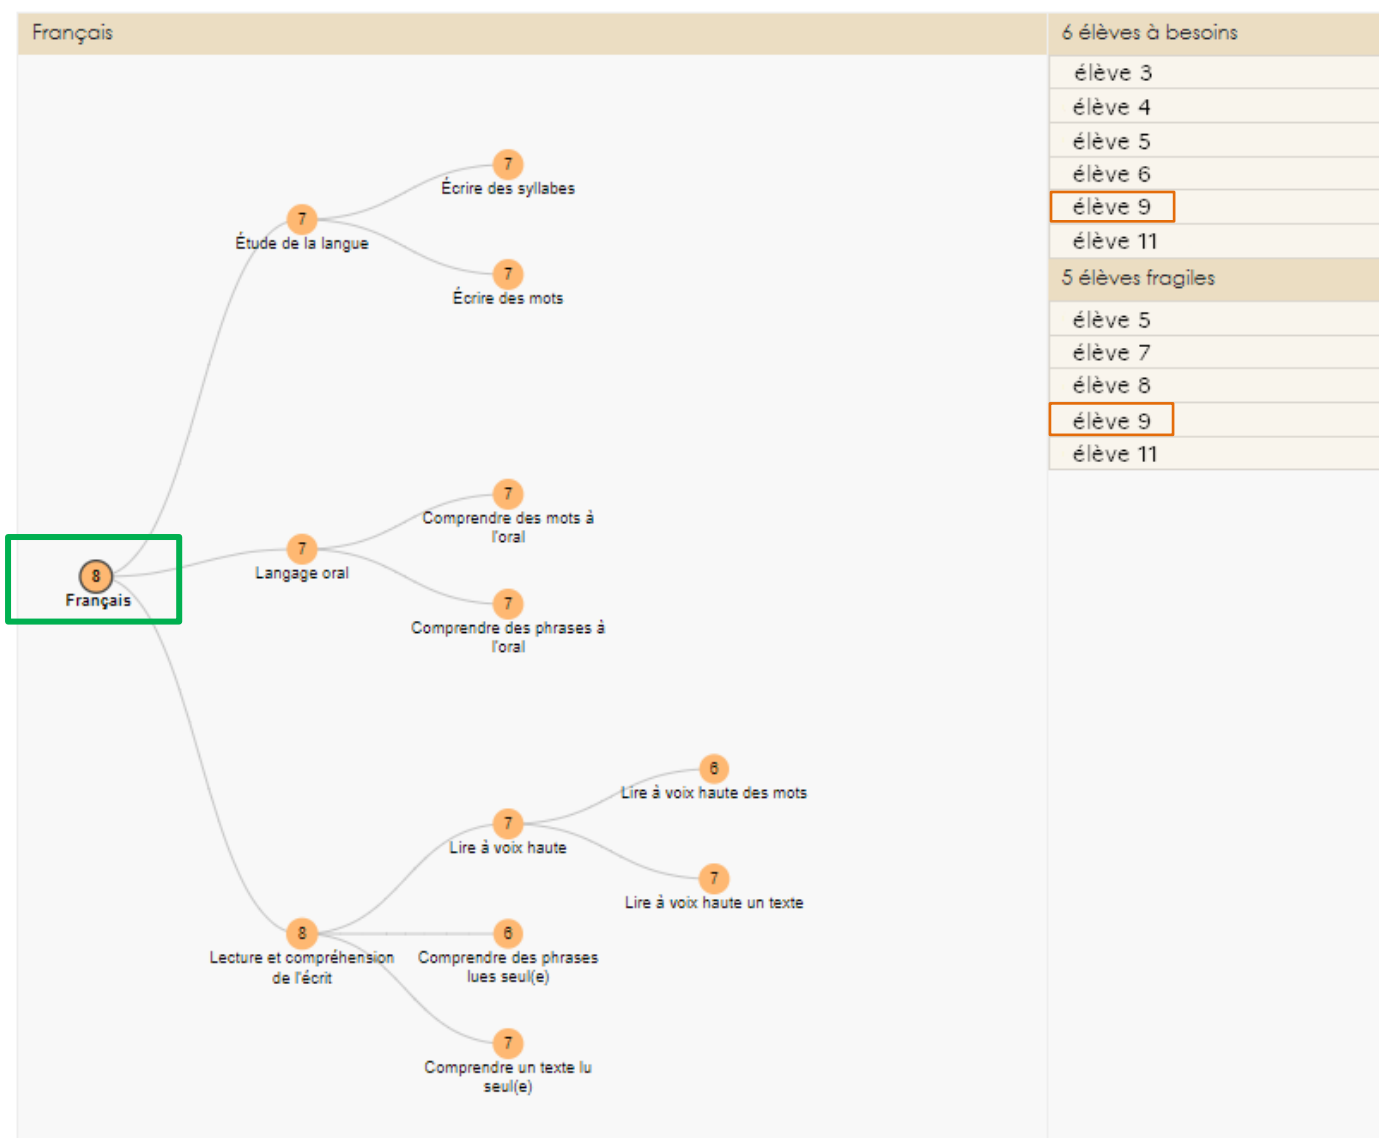 Français
7
Écrire des syllabes
7
Étude de la langue
7
Écrire des mots
7
Comprendre des mots à
l'oral
7
Langage oral
8
Français
7
Comprendre des phrases à
l'oral
6
Lire à voix haute des mots
7
Lire à voix haute
7
Lire à voix haute un texte
8
Lecture et compréhension
de l'écrit
6
Comprendre des phrases
lues seul(e)
7
Comprendre un texte lu
seul(e)
6 élèves à besoins
élève 3
élève 4
élève 5
élève 6
élève 9
élève 11
5 élèves fragiles
élève 5
élève 7
élève 8
élève 9
élève 11